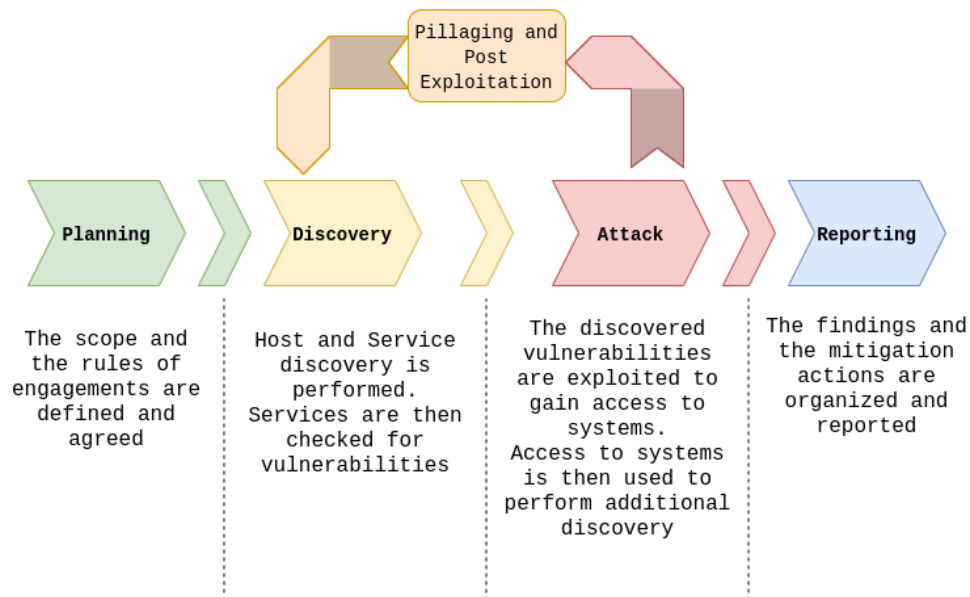 Pillaging and
Post
Exploitation
Planning
Discovery
Attack
Reporting
The scope and
the rules of
engagements are
defined and
agreed
Host and Service
discovery is
performed.
Services are then
checked for
vulnerabilities
The discovered
vulnerabilities
are exploited to
gain access to
systems.
Access to systems
is then used to
perform additional
discovery
The findings and
the mitigation
actions are
organized and
reported